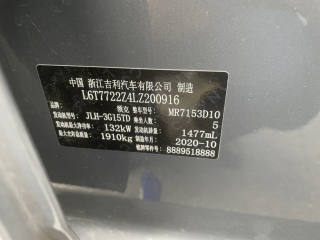 中国 浙江吉利汽车有限公司 制造
L6T7722Z4LZ200916
品牌 领克 整车型号 MR7153D10
发动机型号 JLH-3G15TD 乘坐人数 5
发动机最大净功率 132kW 发动机排量 1477mL
最大允许总质量 1910kg 制造年月 2020-10
8889518888